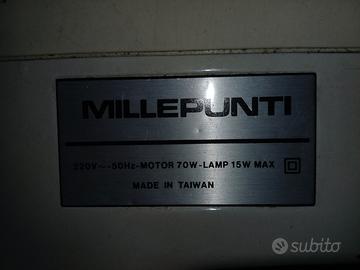 MILLEPUNTI
220V~-50Hz-MOTOR 70W-LAMP 15W MAX
MADE IN TAIWAN
subito